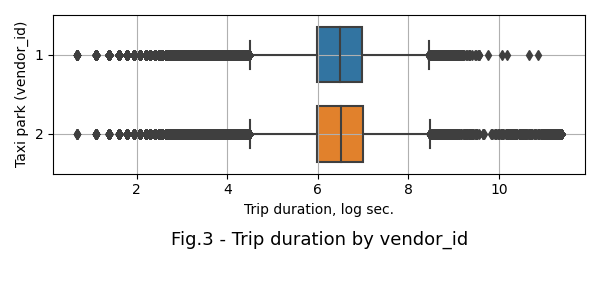 Taxi park (vendor_id)
1
2
2 4 6 8 10
Trip duration, log sec.
Fig.3 - Trip duration by vendor_id